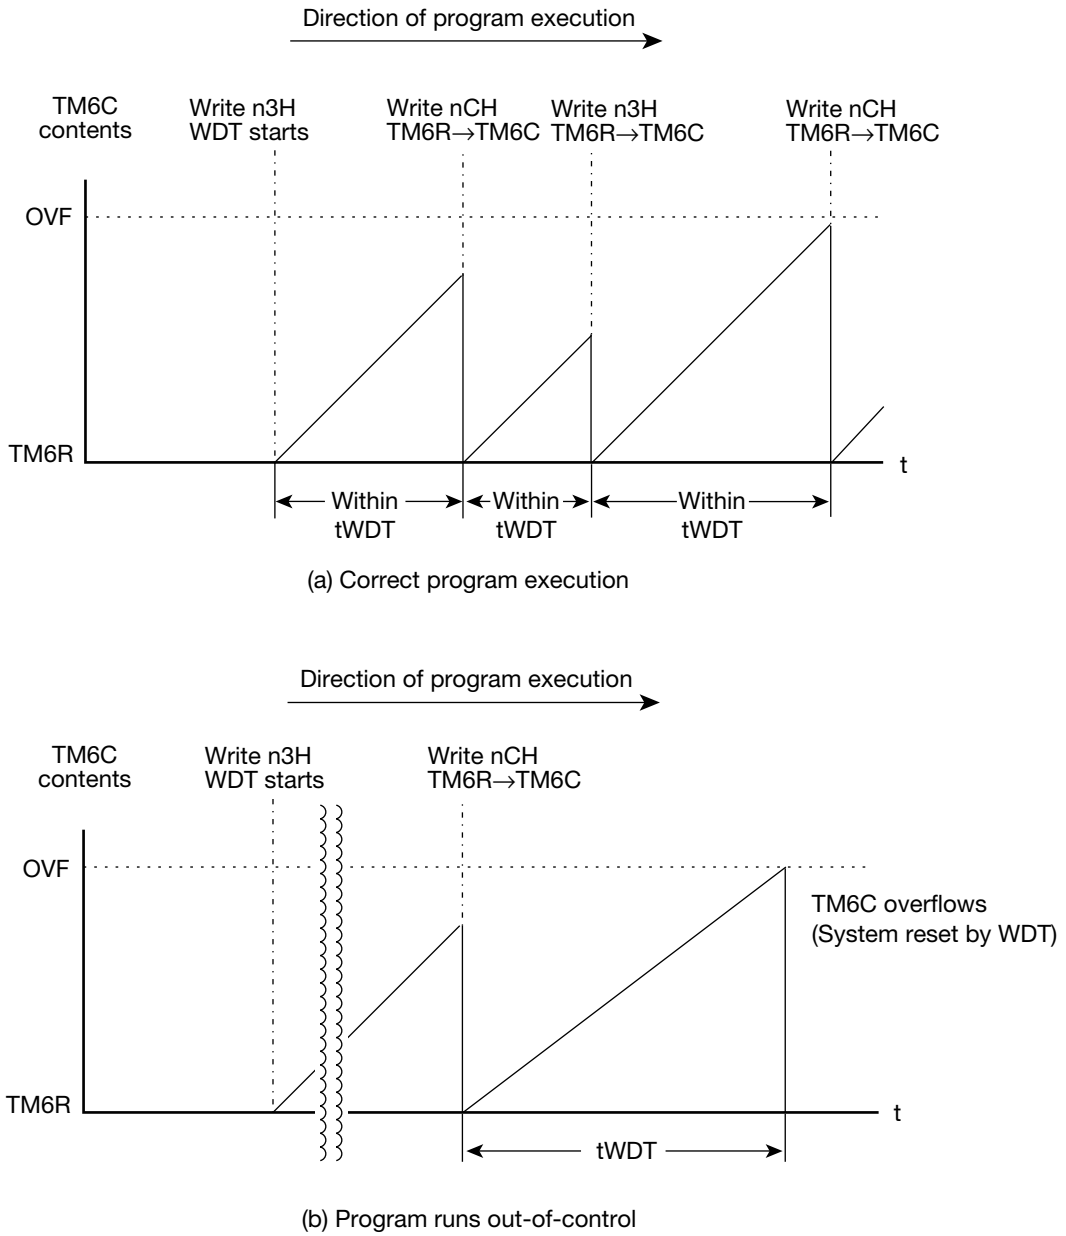 Direction of program execution
TM6C
contents
Write n3H
WDT starts
Write nCH
TM6R→TM6C
Write n3H
TM6R→TM6C
Write nCH
TM6R→TM6C
OVF
TM6R
t
Within
tWDT
Within
tWDT
Within
tWDT
(a) Correct program execution
Direction of program execution
TM6C
contents
Write n3H
WDT starts
Write nCH
TM6R→TM6C
OVF
TM6C overflows
(System reset by WDT)
TM6R
t
tWDT
(b) Program runs out-of-control